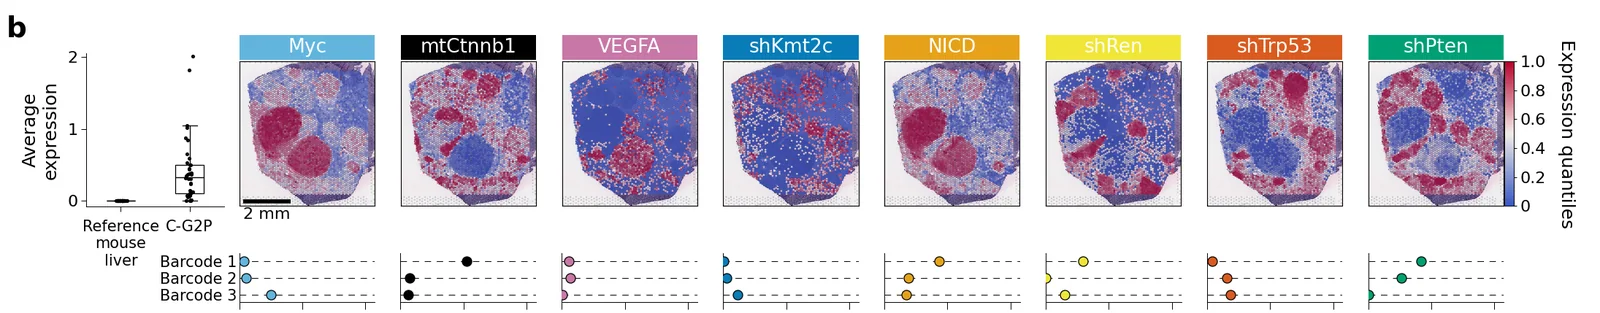 b
Myc
mtCtnnb1
VEGFA
shKmt2c
NICD
shRen
shTrp53
shPten
Average
expression
2
1
0
Reference
mouse
liver
C-G2P
2 mm
1.0
0.8
0.6
0.4
0.2
0
Expression quantiles
Barcode 1
Barcode 2
Barcode 3